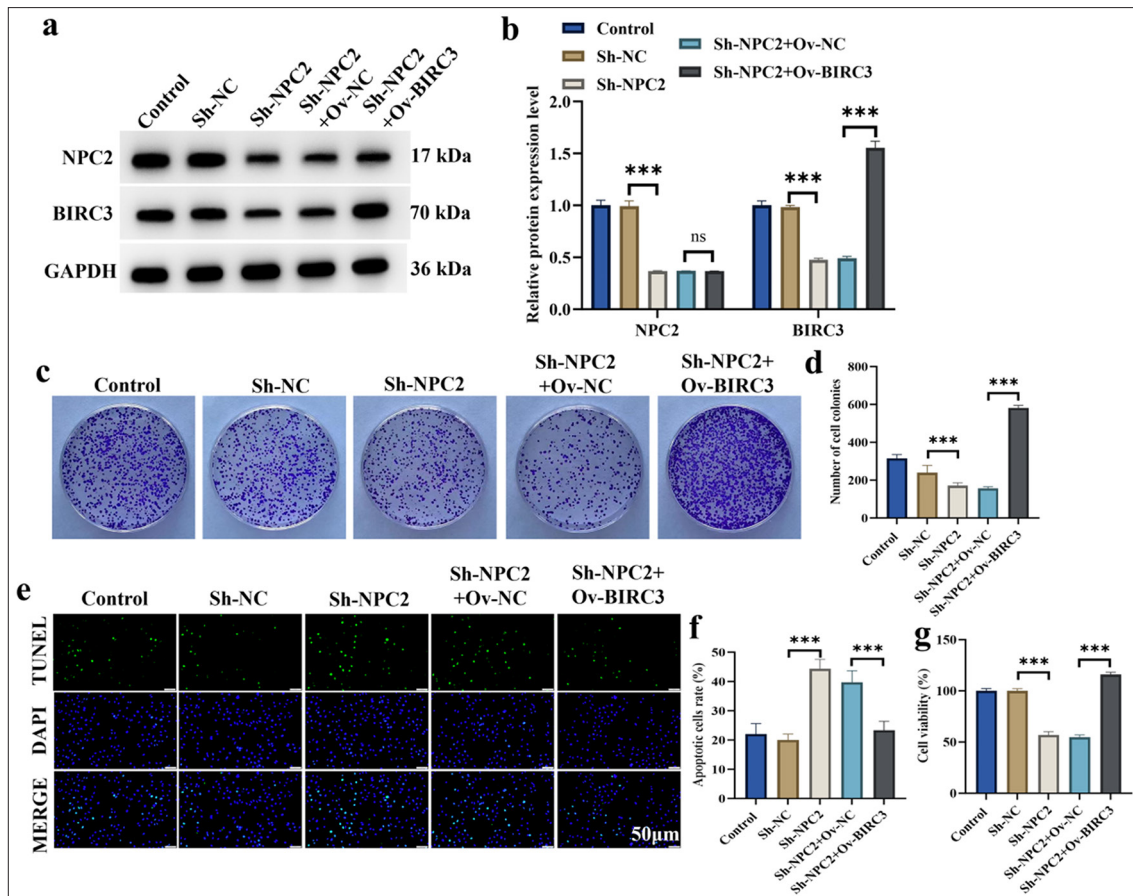 a
Control
Sh-NC
Sh-NPC2
Sh-NPC2
+Ov-NC
Sh-NPC2
+Ov-BIRC3
NPC2
17 kDa
BIRC3
70 kDa
GAPDH
36 kDa
b
Control
Sh-NC
Sh-NPC2
Sh-NPC2+Ov-NC
Sh-NPC2+Ov-BIRC3
Relative protein expression level
2.0
1.5
1.0
0.5
0.0
***
ns
***
***
NPC2
BIRC3
c
Control
Sh-NC
Sh-NPC2
Sh-NPC2
+Ov-NC
Sh-NPC2+
Ov-BIRC3
d
Number of cell colonies
800
600
400
200
0
***
***
Control
Sh-NC
Sh-NPC2
Sh-NPC2+Ov-NC
Sh-NPC2+Ov-BIRC3
e
Control
Sh-NC
Sh-NPC2
Sh-NPC2
+Ov-NC
Sh-NPC2+
Ov-BIRC3
TUNEL
DAPI
MERGE
50μm
f
Apoptotic cells rate (%)
50
40
30
20
10
0
***
***
Control
Sh-NC
Sh-NPC2
Sh-NPC2+Ov-NC
Sh-NPC2+Ov-BIRC3
g
Cell viability (%)
150
100
50
0
***
***
Control
Sh-NC
Sh-NPC2
Sh-NPC2+Ov-NC
Sh-NPC2+Ov-BIRC3